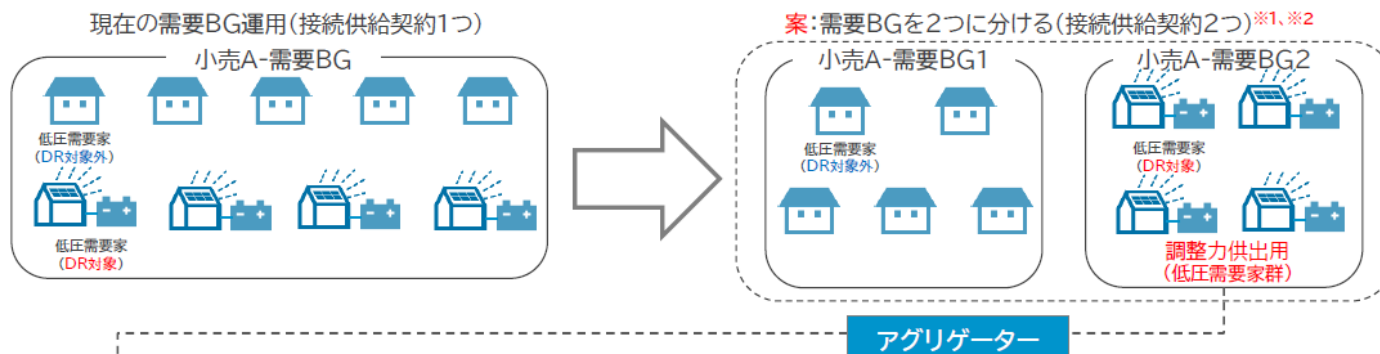 現在の需要BG運用(接続供給契約1つ)
小売A-需要BG
低圧需要家
(DR対象外)
低圧需要家
(DR対象)
案:需要BGを2つに分ける(接続供給契約2つ)※1、※2
小売A-需要BG1
低圧需要家
(DR対象外)
小売A-需要BG2
低圧需要家
(DR対象)
調整力供出用
(低圧需要家群)
アグリゲーター